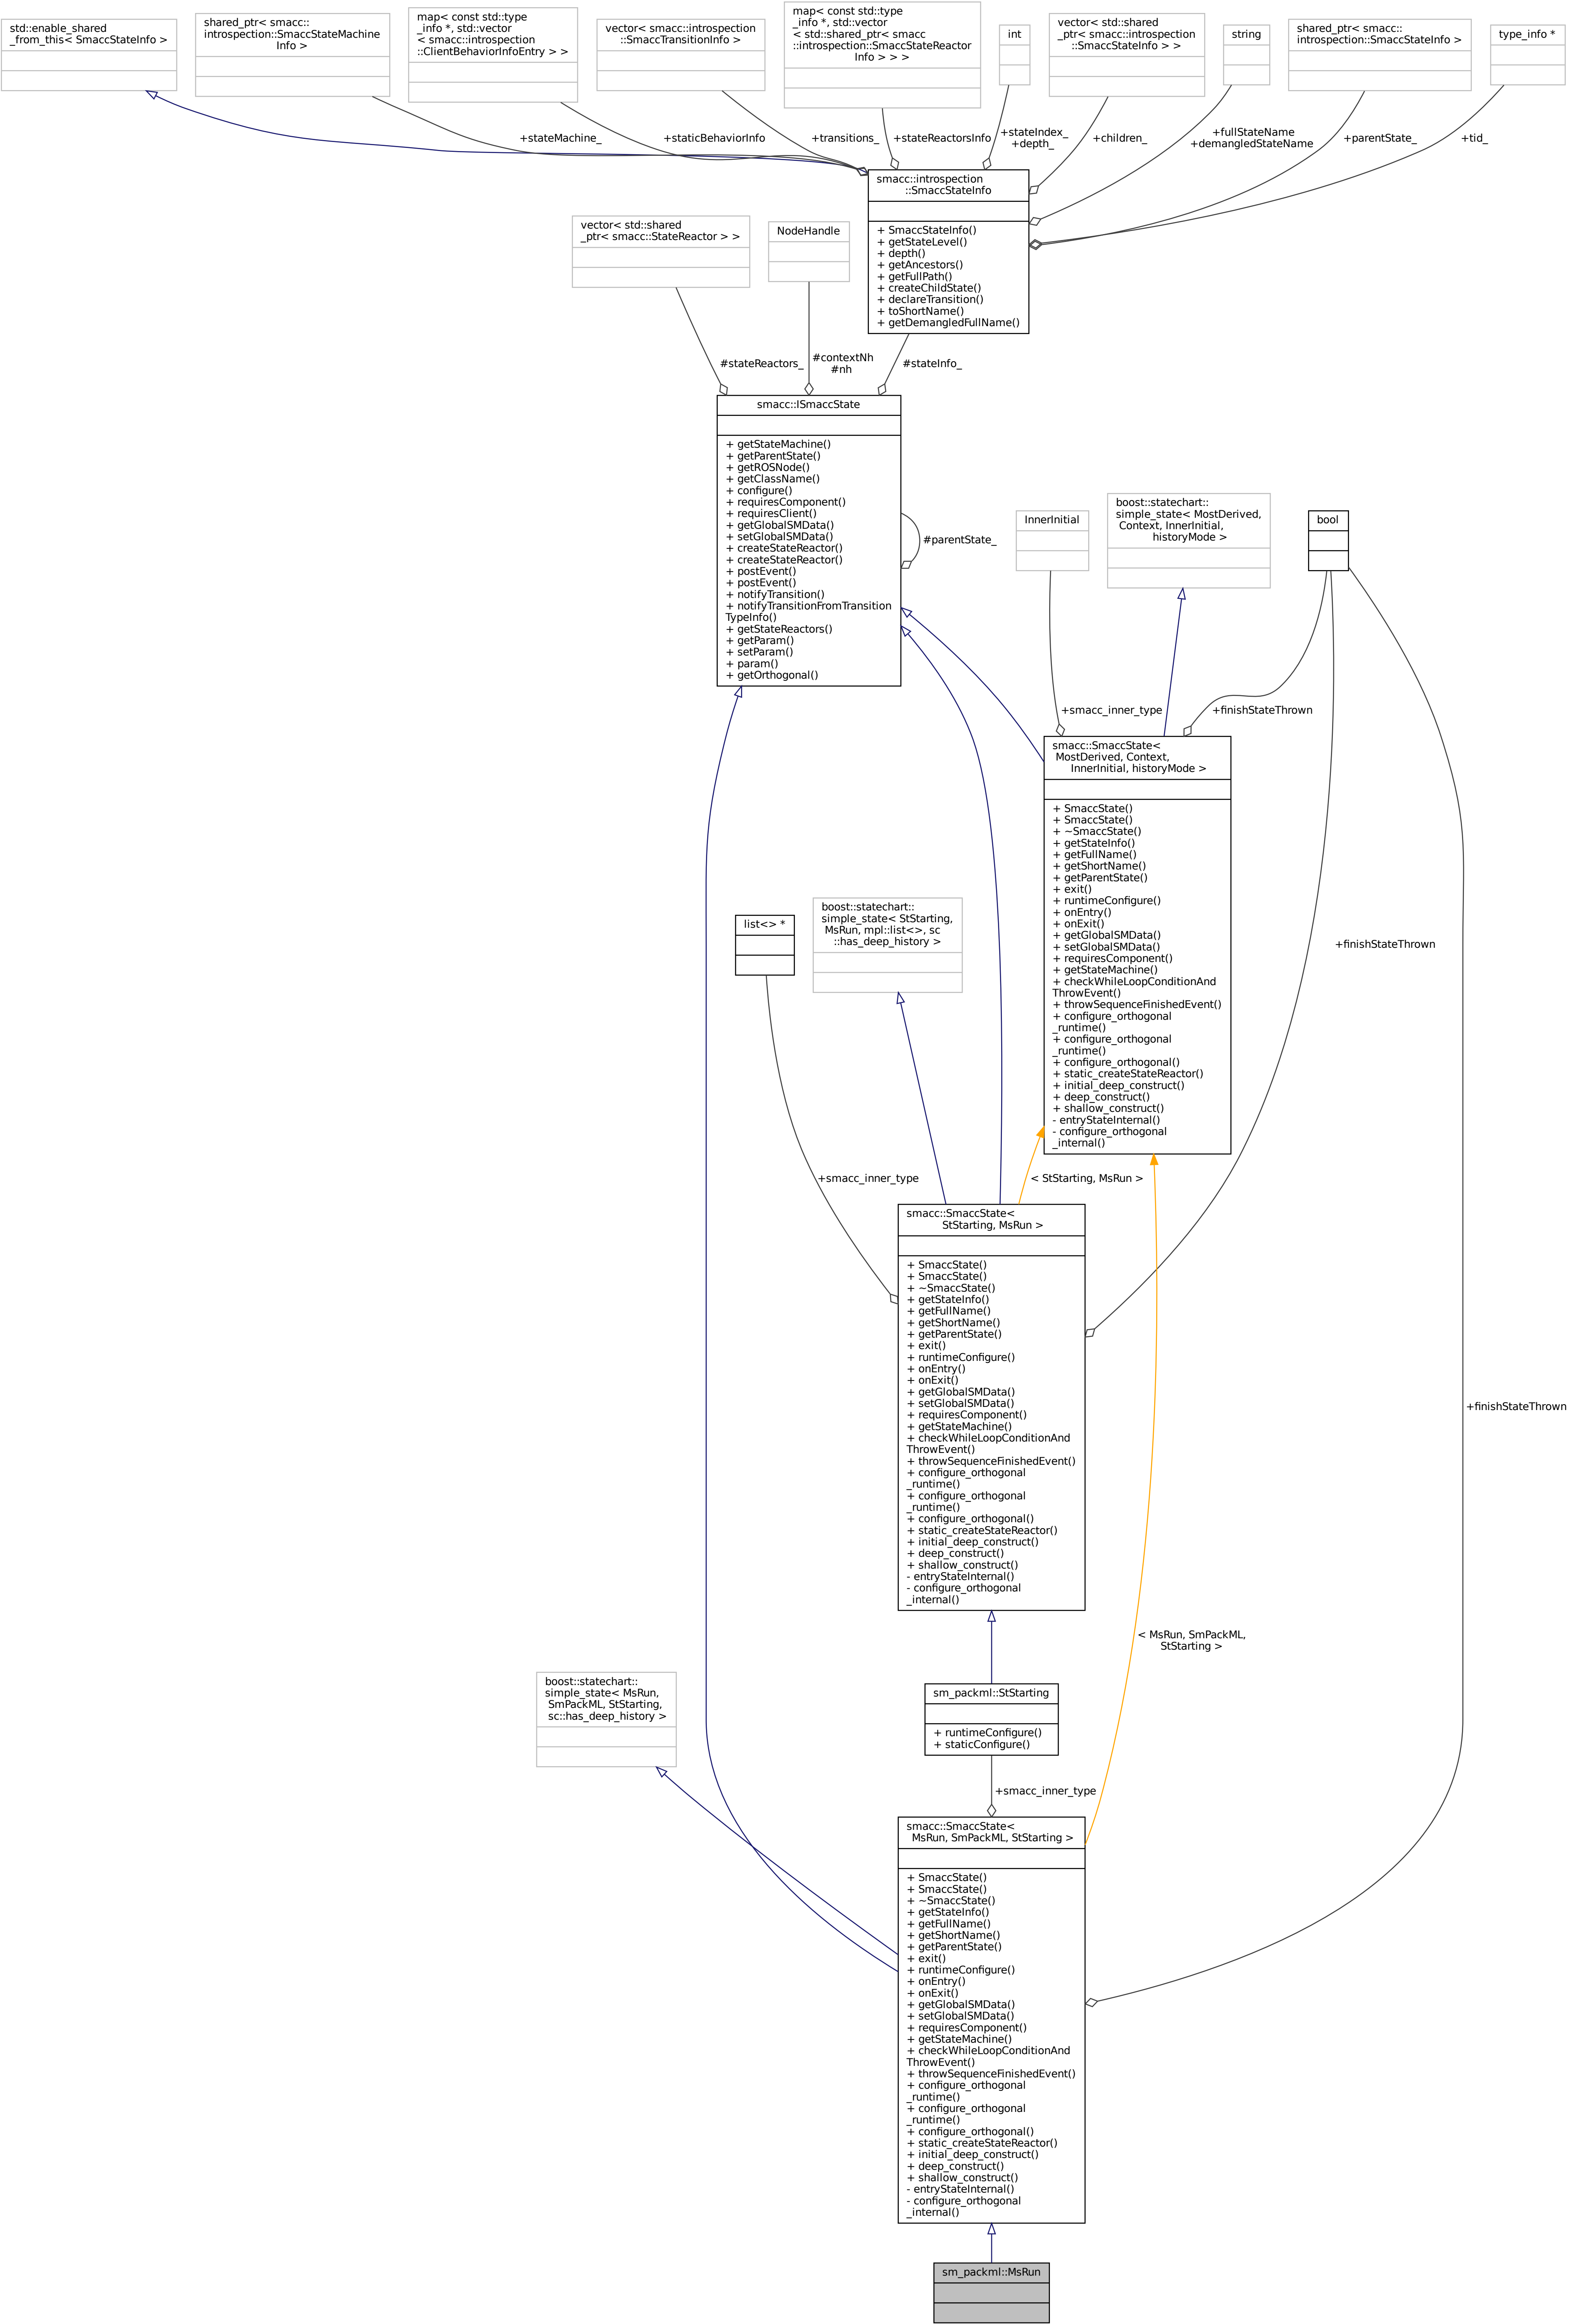 std::enable_shared
_from_this< SmaccStateInfo >
shared_ptr< smacc::
introspection::SmaccStateMachine
Info >
map< const std::type
_info *, std::vector
< smacc::introspection
::ClientBehaviorInfoEntry > >
vector< smacc::introspection
::SmaccTransitionInfo >
map< const std::type
_info *, std::vector
< std::shared_ptr< smacc
::introspection::SmaccStateReactor
Info > > >
int
vector< std::shared
_ptr< smacc::introspection
::SmaccStateInfo > >
string
shared_ptr< smacc::
introspection::SmaccStateInfo >
type_info *
+stateMachine_
+staticBehaviorInfo
+transitions_
+stateReactorsInfo
+stateIndex_
+depth_
+children_
+fullStateName
+demangledStateName
+parentState_
+tid_
smacc::introspection
::SmaccStateInfo
+ SmaccStateInfo()
+ getStateLevel()
+ depth()
+ getAncestors()
+ getFullPath()
+ createChildState()
+ declareTransition()
+ toShortName()
+ getDemangledFullName()
vector< std::shared
_ptr< smacc::StateReactor > >
NodeHandle
#stateReactors_
#contextNh
#nh
#stateInfo_
smacc::ISmaccState
+ getStateMachine()
+ getParentState()
+ getROSNode()
+ getClassName()
+ configure()
+ requiresComponent()
+ requiresClient()
+ getGlobalSMData()
+ setGlobalSMData()
+ createStateReactor()
+ createStateReactor()
+ postEvent()
+ postEvent()
+ notifyTransition()
+ notifyTransitionFromTransition
TypeInfo()
+ getStateReactors()
+ getParam()
+ setParam()
+ param()
+ getOrthogonal()
#parentState_
InnerInitial
boost::statechart::
simple_state< MostDerived,
Context, InnerInitial,
historyMode >
bool
+smacc_inner_type
+finishStateThrown
smacc::SmaccState<
MostDerived, Context,
InnerInitial, historyMode >
+ SmaccState()
+ SmaccState()
+ ~SmaccState()
+ getStateInfo()
+ getFullName()
+ getShortName()
+ getParentState()
+ exit()
+ runtimeConfigure()
+ onEntry()
+ onExit()
+ getGlobalSMData()
+ setGlobalSMData()
+ requiresComponent()
+ getStateMachine()
+ checkWhileLoopConditionAnd
ThrowEvent()
+ throwSequenceFinishedEvent()
+ configure_orthogonal
_runtime()
+ configure_orthogonal
_runtime()
+ configure_orthogonal()
+ static_createStateReactor()
+ initial_deep_construct()
+ deep_construct()
+ shallow_construct()
- entryStateInternal()
- configure_orthogonal
_internal()
list<> *
boost::statechart::
simple_state< StStarting,
MsRun, mpl::list<>, sc
::has_deep_history >
+finishStateThrown
+smacc_inner_type
< StStarting, MsRun >
smacc::SmaccState<
StStarting, MsRun >
+ SmaccState()
+ SmaccState()
+ ~SmaccState()
+ getStateInfo()
+ getFullName()
+ getShortName()
+ getParentState()
+ exit()
+ runtimeConfigure()
+ onEntry()
+ onExit()
+ getGlobalSMData()
+ setGlobalSMData()
+ requiresComponent()
+ getStateMachine()
+ checkWhileLoopConditionAnd
ThrowEvent()
+ throwSequenceFinishedEvent()
+ configure_orthogonal
_runtime()
+ configure_orthogonal
_runtime()
+ configure_orthogonal()
+ static_createStateReactor()
+ initial_deep_construct()
+ deep_construct()
+ shallow_construct()
- entryStateInternal()
- configure_orthogonal
_internal()
+finishStateThrown
< MsRun, SmPackML,
StStarting >
boost::statechart::
simple_state< MsRun,
SmPackML, StStarting,
sc::has_deep_history >
sm_packml::StStarting
+ runtimeConfigure()
+ staticConfigure()
+smacc_inner_type
smacc::SmaccState<
MsRun, SmPackML, StStarting >
+ SmaccState()
+ SmaccState()
+ ~SmaccState()
+ getStateInfo()
+ getFullName()
+ getShortName()
+ getParentState()
+ exit()
+ runtimeConfigure()
+ onEntry()
+ onExit()
+ getGlobalSMData()
+ setGlobalSMData()
+ requiresComponent()
+ getStateMachine()
+ checkWhileLoopConditionAnd
ThrowEvent()
+ throwSequenceFinishedEvent()
+ configure_orthogonal
_runtime()
+ configure_orthogonal
_runtime()
+ configure_orthogonal()
+ static_createStateReactor()
+ initial_deep_construct()
+ deep_construct()
+ shallow_construct()
- entryStateInternal()
- configure_orthogonal
_internal()
sm_packml::MsRun